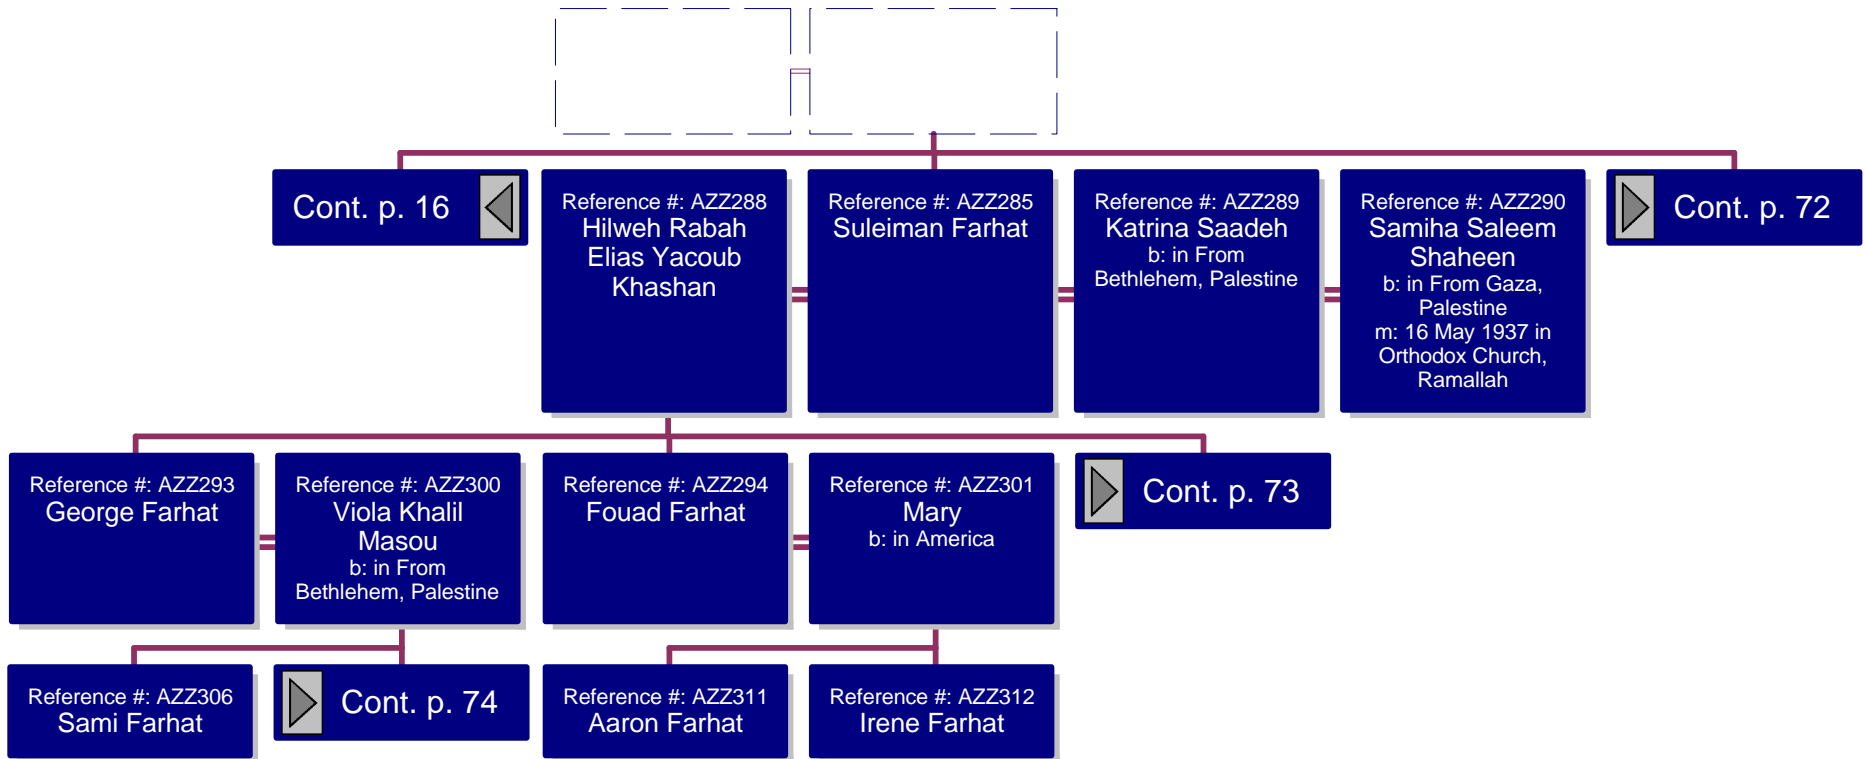 Cont. p. 16
Reference #: AZZ288
Hilweh Rabah
Elias Yacoub
Khashan
Reference #: AZZ285
Suleiman Farhat
Reference #: AZZ289
Katrina Saadeh
b: in From
Bethlehem, Palestine
Reference #: AZZ290
Samiha Saleem
Shaheen
b: in From Gaza,
Palestine
m: 16 May 1937 in
Orthodox Church,
Ramallah
Cont. p. 72
Reference #: AZZ293
George Farhat
Reference #: AZZ300
Viola Khalil
Masou
b: in From
Bethlehem, Palestine
Reference #: AZZ294
Fouad Farhat
Reference #: AZZ301
Mary
b: in America
Cont. p. 73
Reference #: AZZ306
Sami Farhat
Cont. p. 74
Reference #: AZZ311
Aaron Farhat
Reference #: AZZ312
Irene Farhat